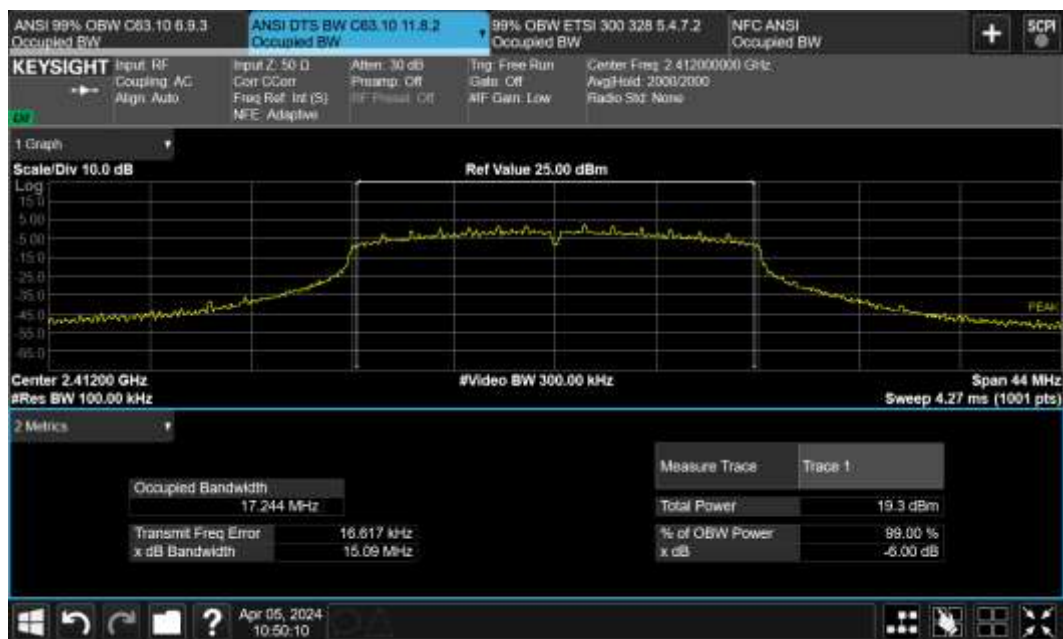 ANSI 99% OBW C63.10 6.9.3
Occupied BW
ANSI DTS BW C63.10 11.8.2
Occupied BW
99% OBW ETSI 300 328 5.4.7.2
Occupied BW
NFC ANSI
Occupied BW
SCPI
KEYSIGHT
Input: RF
Coupling: AC
Align: Auto
Input Z: 50 Ω
Corr CCorr
Freq Ref: Int (S)
NFE: Adaptive
Atten: 30 dB
Preamp: Off
Trig: Free Run
Gate: Off
#IF Gain: Low
Center Freq: 2.412000000 GHz
Avg|Hold: 2000/2000
Radio Std: None
1 Graph
Scale/Div 10.0 dB
Ref Value 25.00 dBm
Log
15.0
5.00
-5.00
-15.0
-25.0
-35.0
-45.0
-55.0
-65.0
PEAK
Center 2.41200 GHz
#Video BW 300.00 kHz
Span 44 MHz
#Res BW 100.00 kHz
Sweep 4.27 ms (1001 pts)
2 Metrics
Measure Trace
Trace 1
Occupied Bandwidth
17.244 MHz
Total Power
19.3 dBm
Transmit Freq Error
16.617 kHz
% of OBW Power
99.00 %
x dB Bandwidth
15.09 MHz
x dB
-6.00 dB
?
Apr 05, 2024
10:50:10